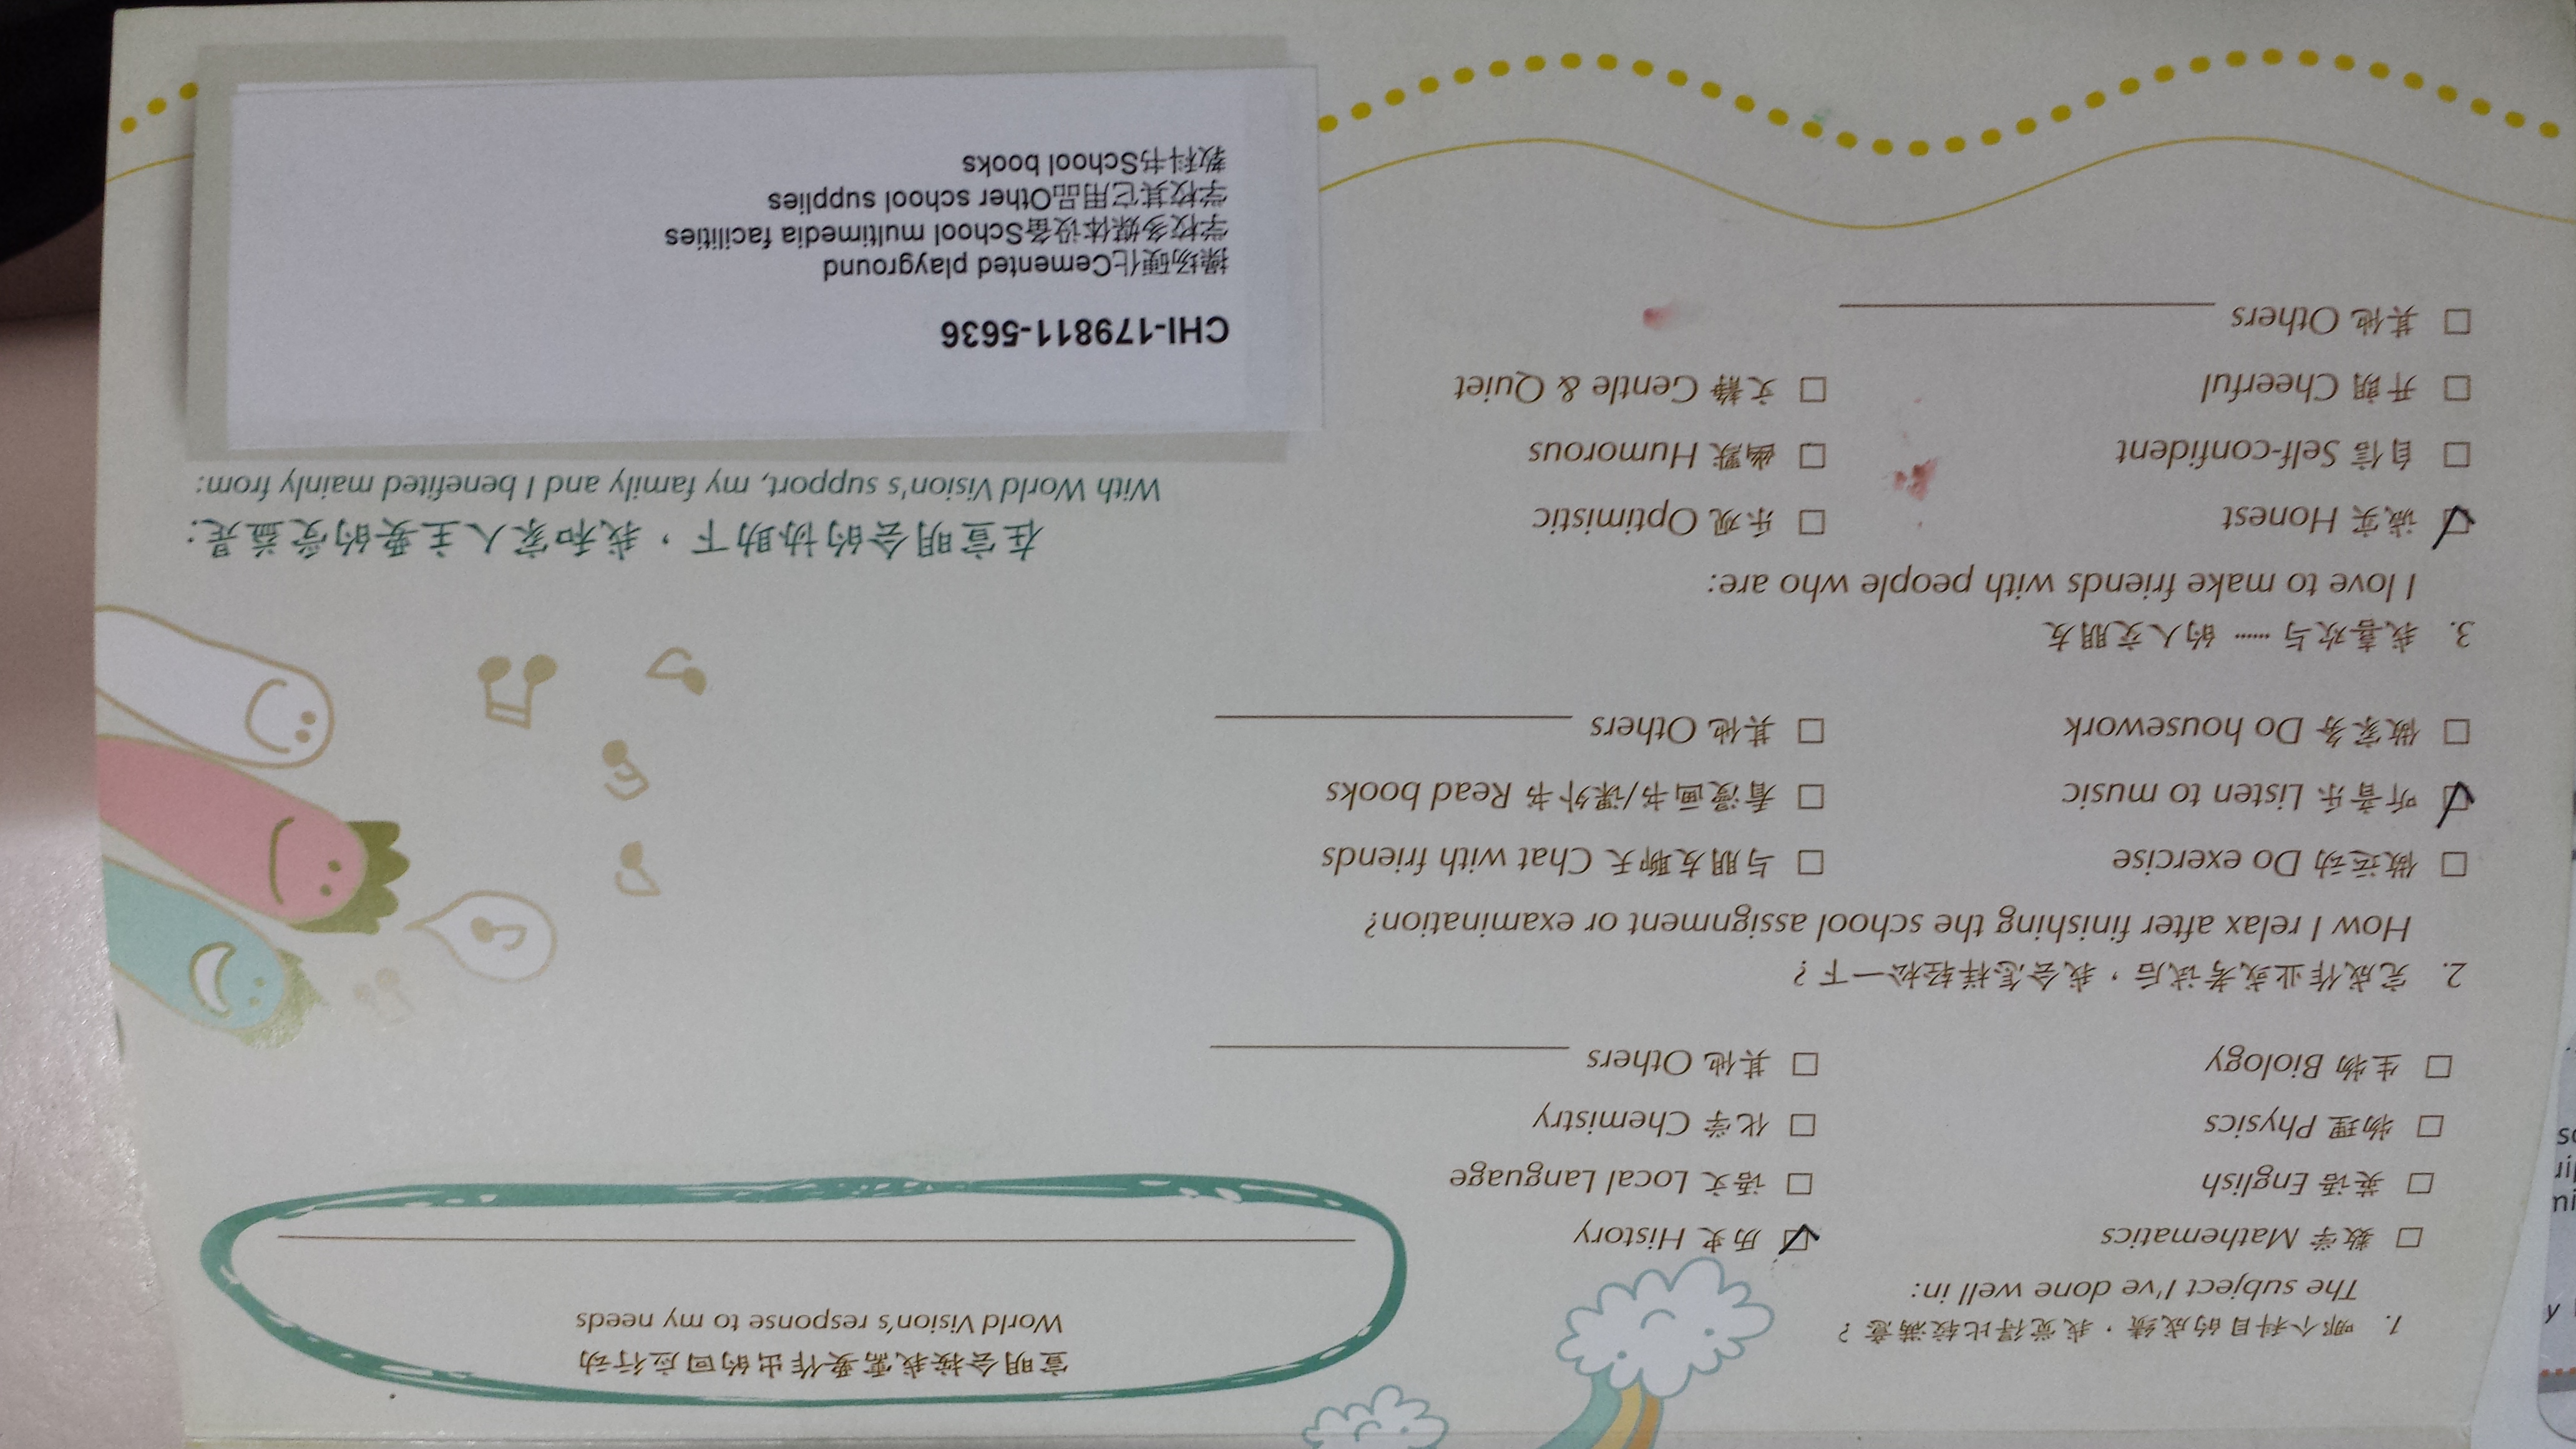 1. 哪个科目的成绩，我觉得比较满意？
The subject I've done well in:
数学 Mathematics
历史 History
英语 English
语文 Local Language
物理 Physics
化学 Chemistry
生物 Biology
其他 Others
2. 完成作业或考试后，我会怎样轻松一下？
How I relax after finishing the school assignment or examination?
做运动 Do exercise
与朋友聊天 Chat with friends
听音乐 Listen to music
看漫画书/课外书 Read books
做家务 Do housework
其他 Others
3. 我喜欢与 …… 的人交朋友
I love to make friends with people who are:
诚实 Honest
乐观 Optimistic
自信 Self-confident
幽默 Humorous
开朗 Cheerful
文静 Gentle & Quiet
其他 Others
宣明会按我需要作出的回应行动
World Vision's response to my needs
在宣明会的协助下，我和家人主要的受益是:
With World Vision's support, my family and I benefited mainly from:
CHI-179811-5636
操场硬化Cemented playground
学校多媒体设备School multimedia facilities
学校其它用品Other school supplies
教科书School books